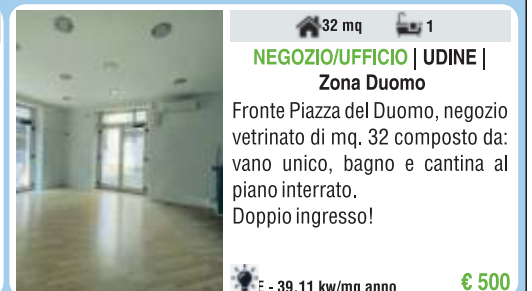 32 mq 1
NEGOZIO/UFFICIO | UDINE |
Zona Duomo
Fronte Piazza del Duomo, negozio
vetrinato di mq. 32 composto da:
vano unico, bagno e cantina al
piano interrato.
Doppio ingresso!
E - 39,11 kw/mq anno € 500